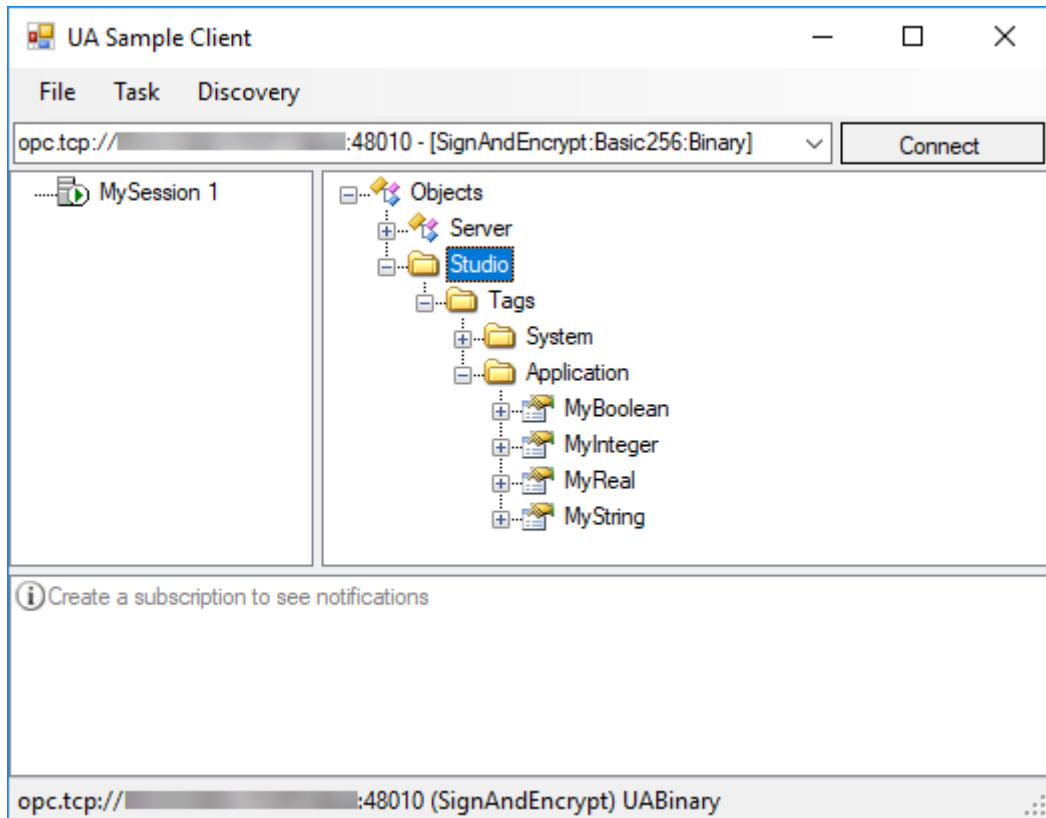 UA Sample Client
File Task Discovery
opc.tcp:// :48010 - [SignAndEncrypt:Basic256:Binary] Connect
MySession 1
Objects
Server
Studio
Tags
System
Application
MyBoolean
MyInteger
MyReal
MyString
Create a subscription to see notifications
opc.tcp:// :48010 (SignAndEncrypt) UABinary